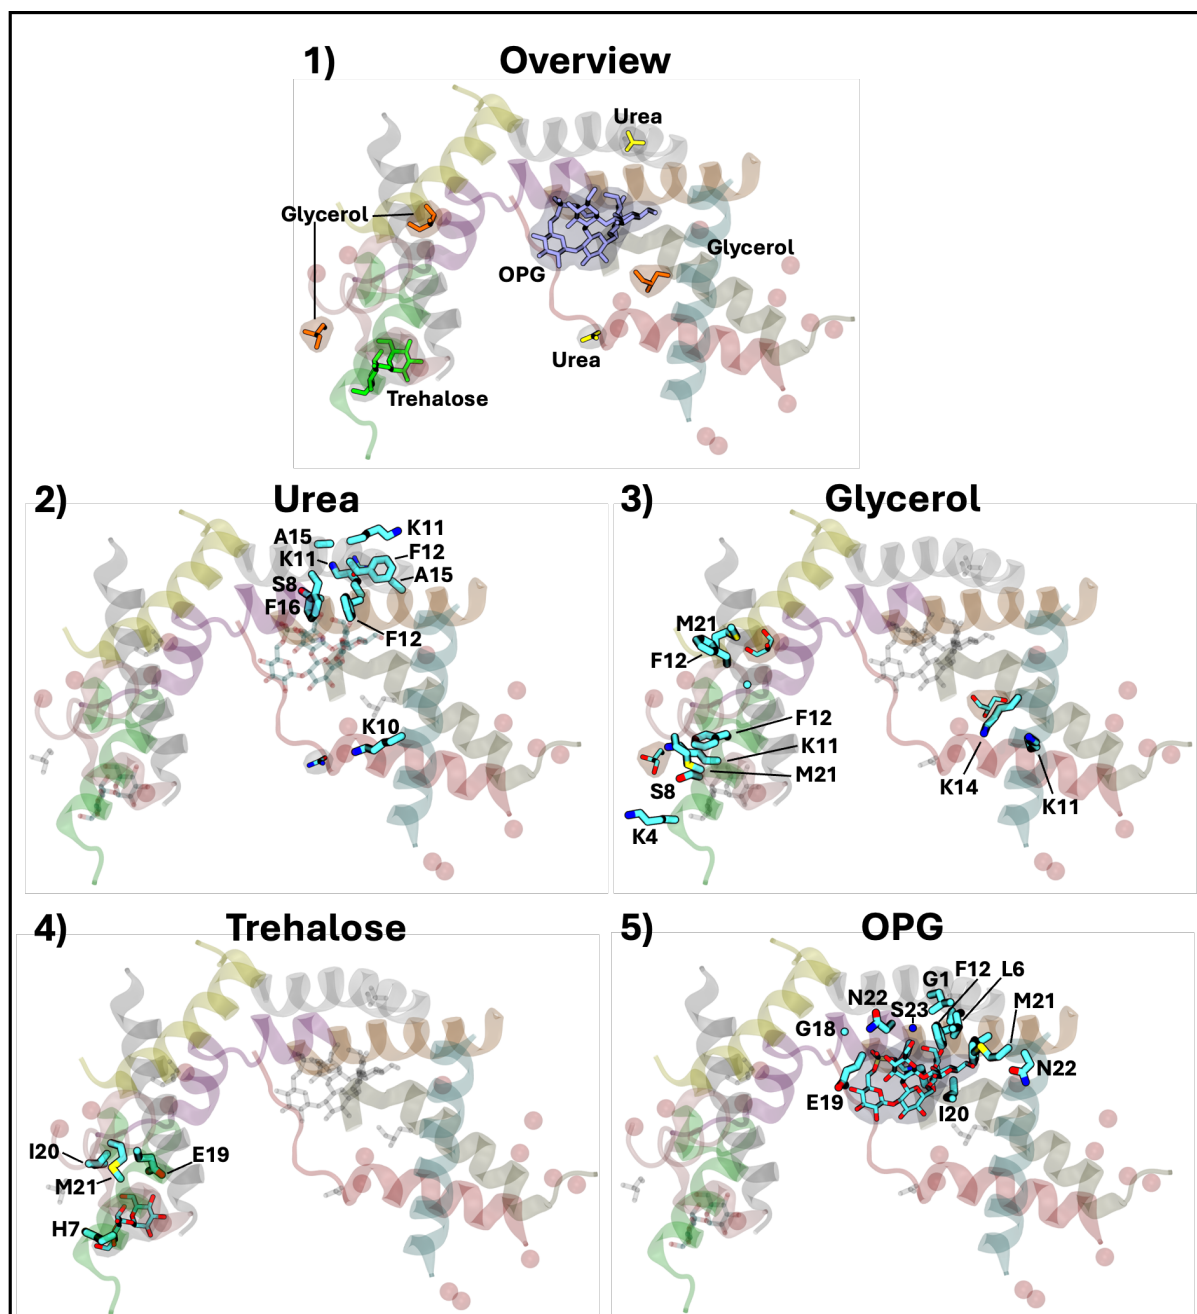 1) Overview
Urea
Glycerol
Glycerol
OPG
Urea
Trehalose
2) Urea
A15
K11
K11
F12
A15
S8
F16
F12
K10
3) Glycerol
M21
F12
F12
K11
M21
S8
K4
K14
K11
4) Trehalose
I20
E19
M21
H7
5) OPG
F12
L6
G1
N22
S23
M21
G18
N22
E19
I20